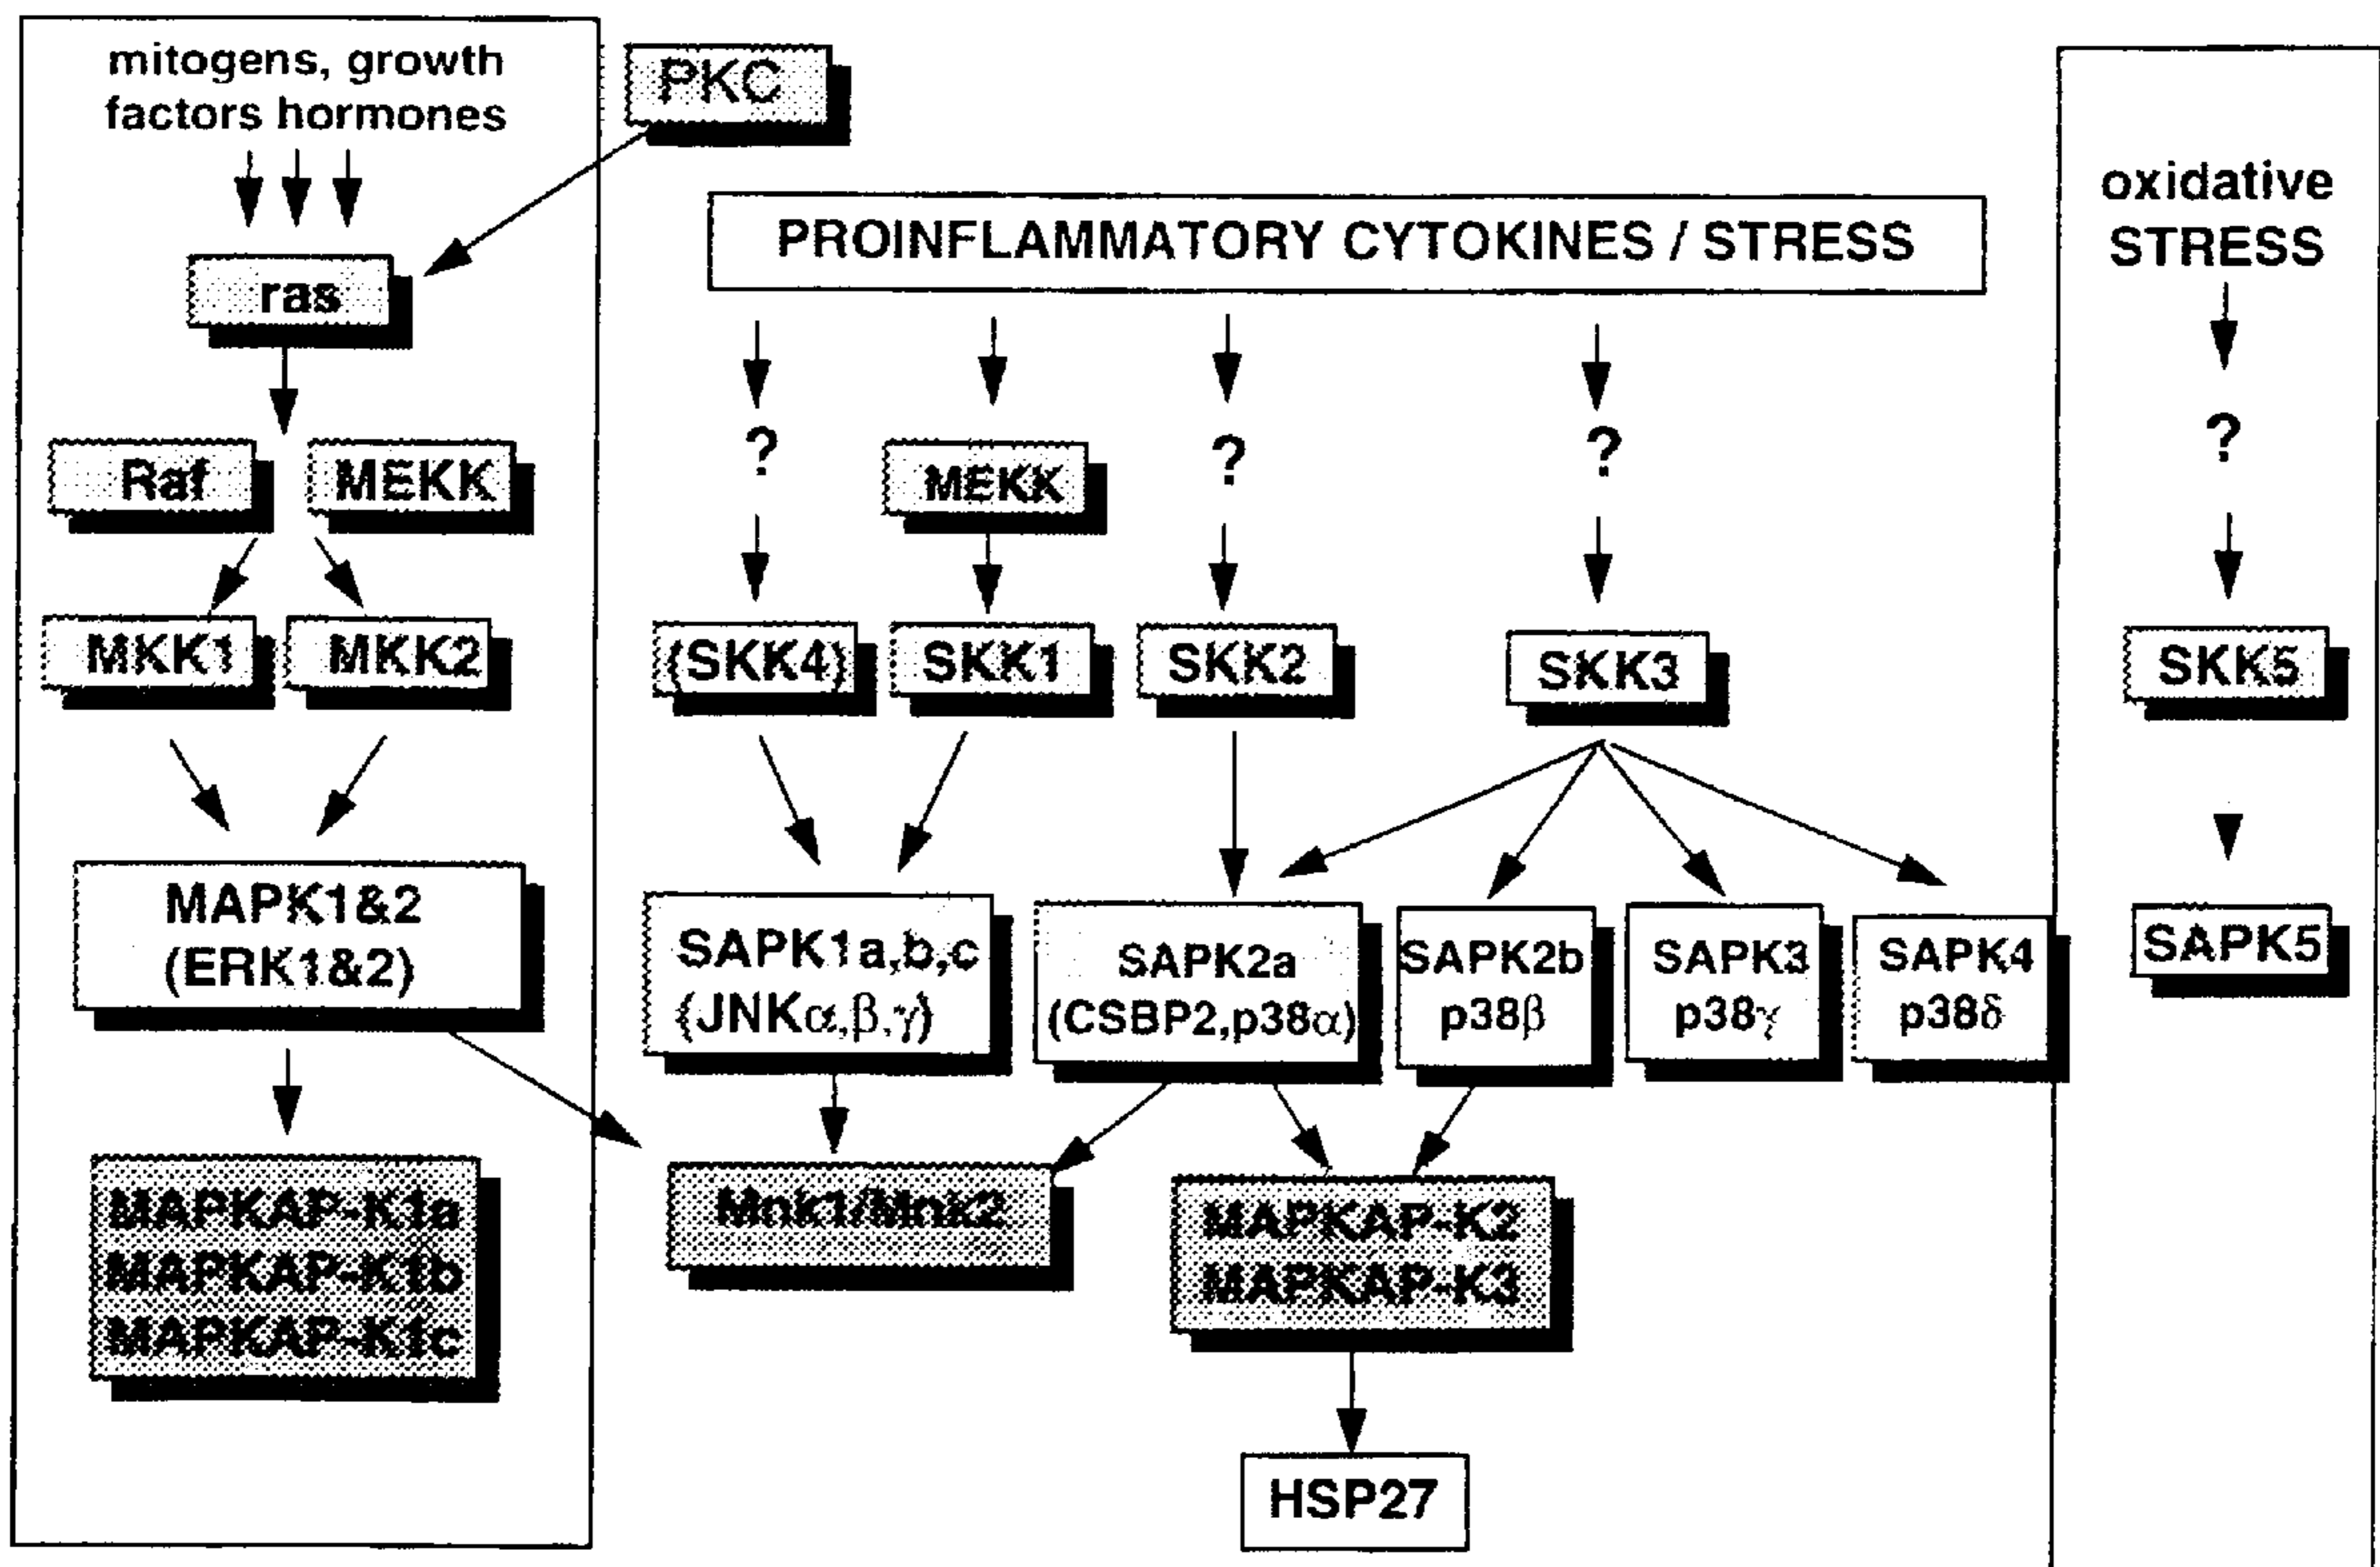 mitogens, growth
factors hormones
PKC
PROINFLAMMATORY CYTOKINES / STRESS
oxidative
STRESS
ras
?
?
?
?
Raf
MEKK
MEKK
MKK1
MKK2
(SKK4)
SKK1
SKK2
SKK3
SKK5
MAPK1&2
(ERK1&2)
SAPK1a,b,c
(JNKα,β,γ)
SAPK2a
(CSBP2,p38α)
SAPK2b
p38β
SAPK3
p38γ
SAPK4
p38δ
SAPK5
MAPKAP-K1a
MAPKAP-K1b
MAPKAP-K1c
Mnk1/Mnk2
MAPKAP-K2
MAPKAP-K3
HSP27